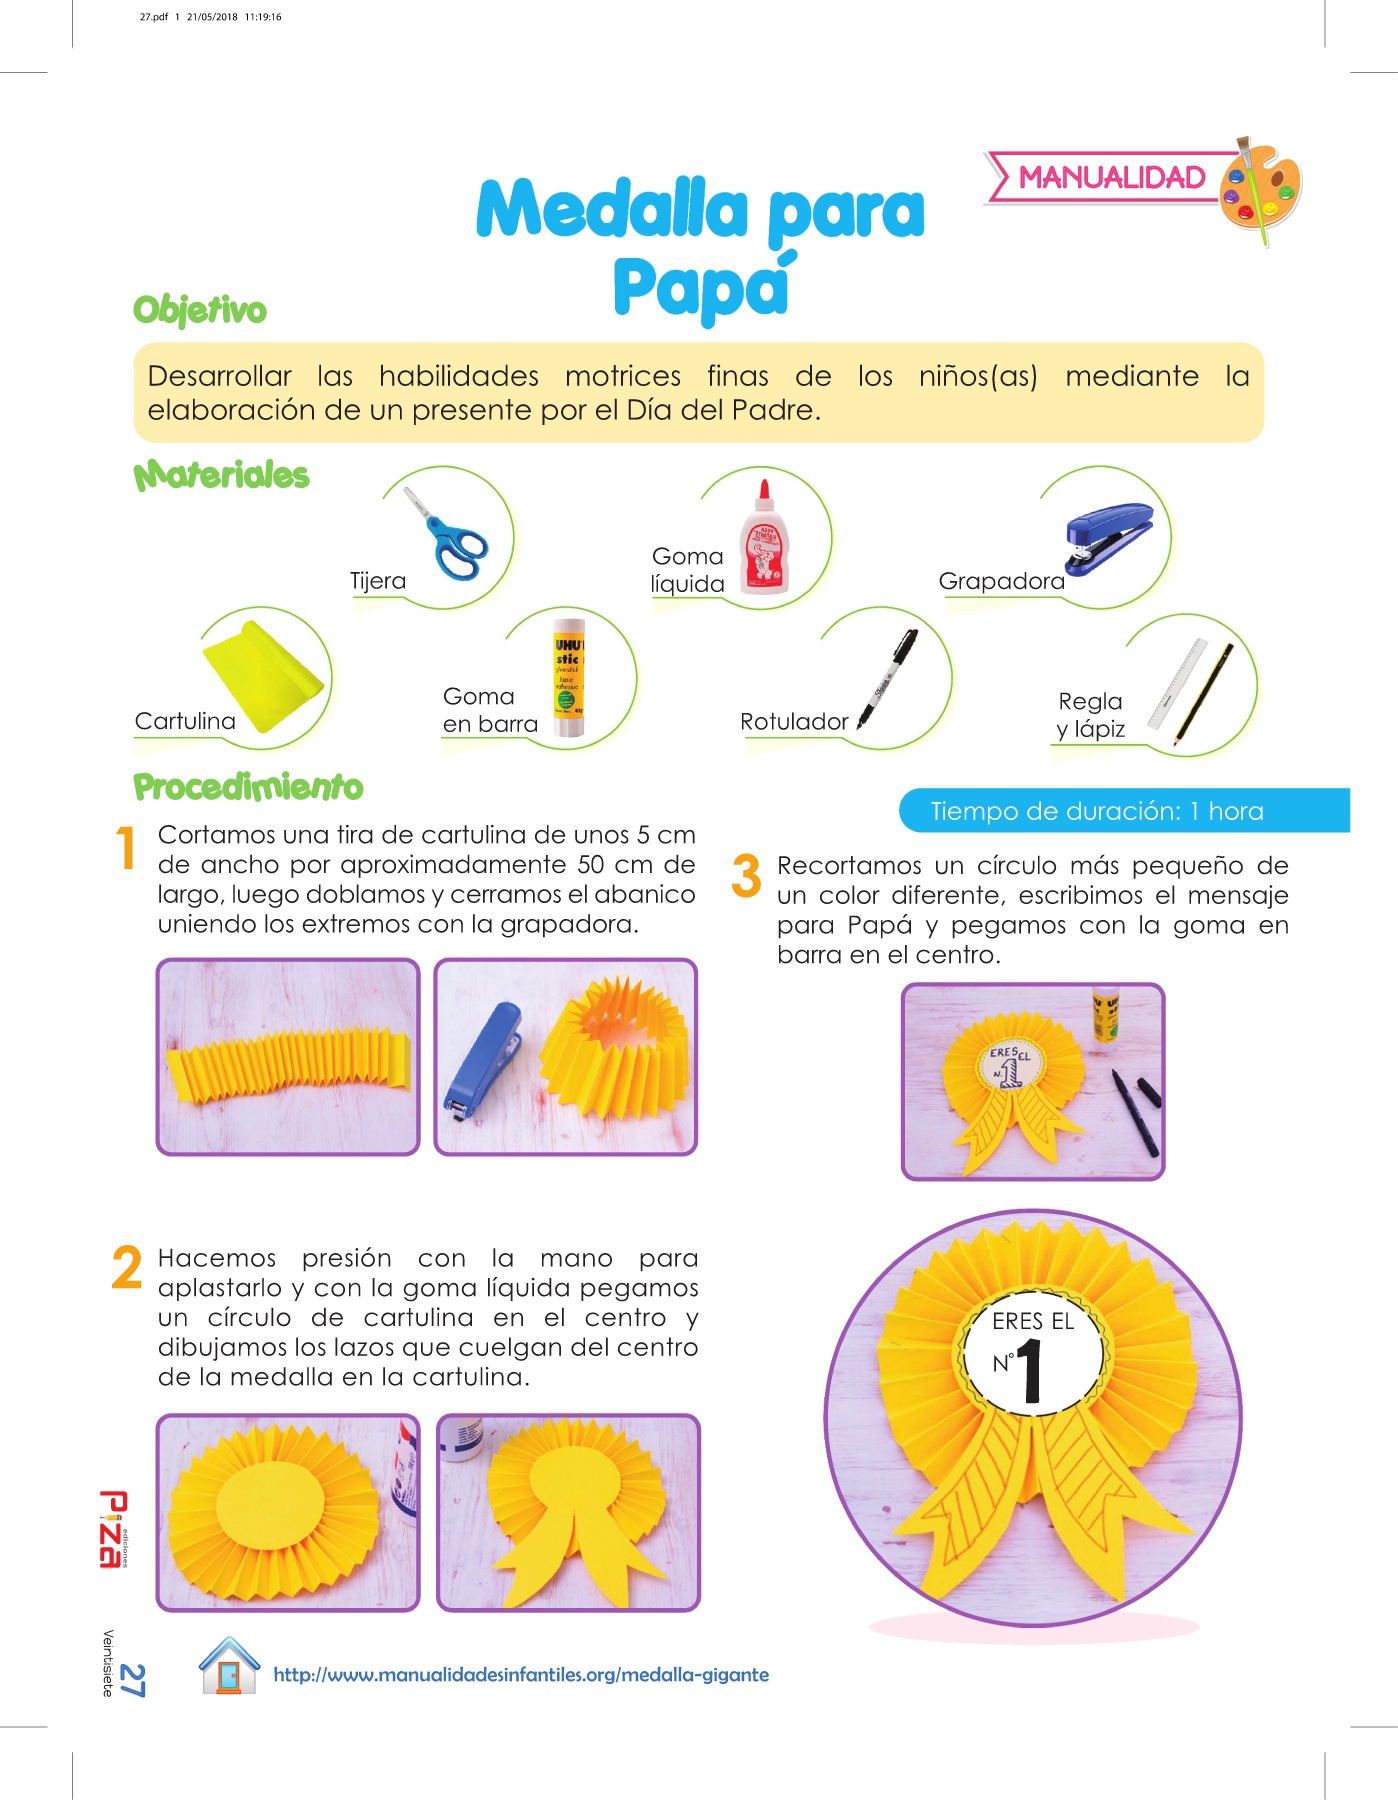 27.pdf 1 21/05/2018 11:19:16
MANUALIDAD
Medalla para
Papá
Objetivo
Desarrollar las habilidades motrices finas de los niños(as) mediante la
elaboración de un presente por el Día del Padre.
Materiales
Tijera
Goma
líquida
Grapadora
Cartulina
Goma
en barra
UHU
stic
Rotulador
Sharpie
Regla
y lápiz
Procedimiento
Tiempo de duración: 1 hora
1
Cortamos una tira de cartulina de unos 5 cm
de ancho por aproximadamente 50 cm de
largo, luego doblamos y cerramos el abanico
uniendo los extremos con la grapadora.
2
Hacemos presión con la mano para
aplastarlo y con la goma líquida pegamos
un círculo de cartulina en el centro y
dibujamos los lazos que cuelgan del centro
de la medalla en la cartulina.
3
Recortamos un círculo más pequeño de
un color diferente, escribimos el mensaje
para Papá y pegamos con la goma en
barra en el centro.
UHU
ERES EL
N. 1
ERES EL
N° 1
Piza
ediciones
27
Veintisiete
http://www.manualidadesinfantiles.org/medalla-gigante